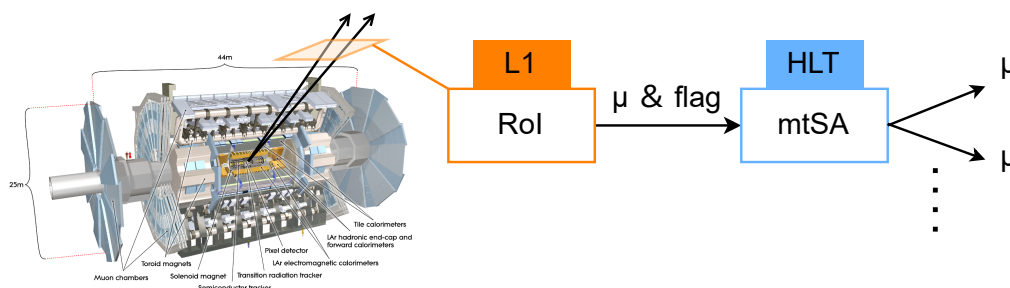 44m
25m
L1
RoI
μ & flag
HLT
mtSA
μ
μ
Tile calorimeters
LAr hadronic end-cap and
forward calorimeters
Pixel detector
LAr electromagnetic calorimeters
Toroid magnets
Muon chambers
Solenoid magnet
Transition radiation tracker
Semiconductor tracker